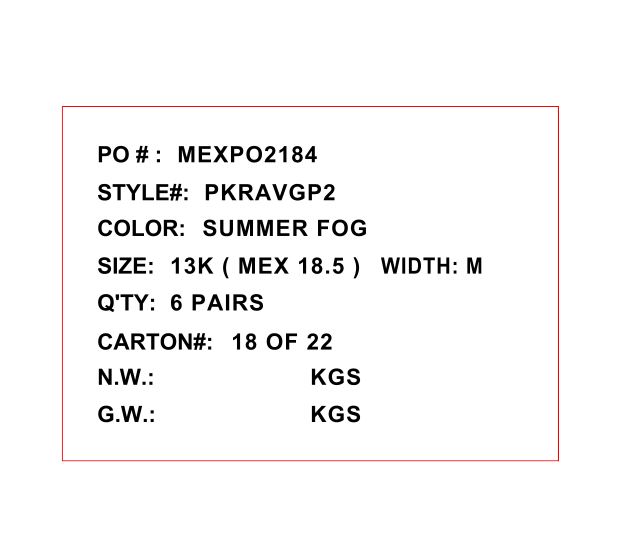 PO # : MEXPO2184
STYLE#: PKRAVGP2
COLOR: SUMMER FOG
SIZE: 13K ( MEX 18.5 ) WIDTH: M
Q'TY: 6 PAIRS
CARTON#: 18 OF 22
N.W.: KGS
G.W.: KGS